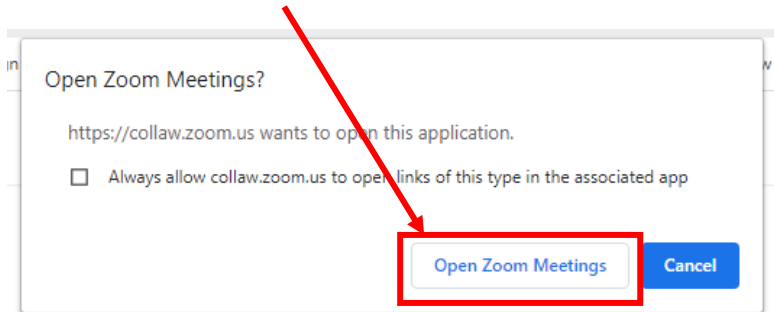 Open Zoom Meetings?
https://collaw.zoom.us wants to open this application.
Always allow collaw.zoom.us to open links of this type in the associated app
Open Zoom Meetings
Cancel